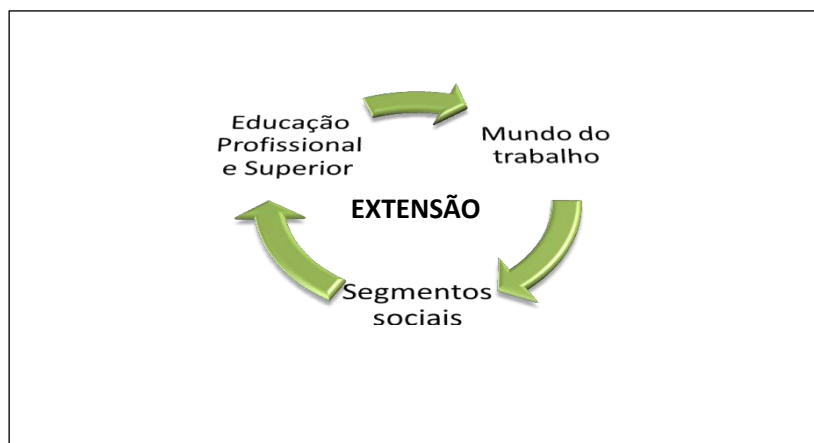 Educação
Profissional
e Superior
Mundo do
trabalho
EXTENSÃO
Segmentos
sociais